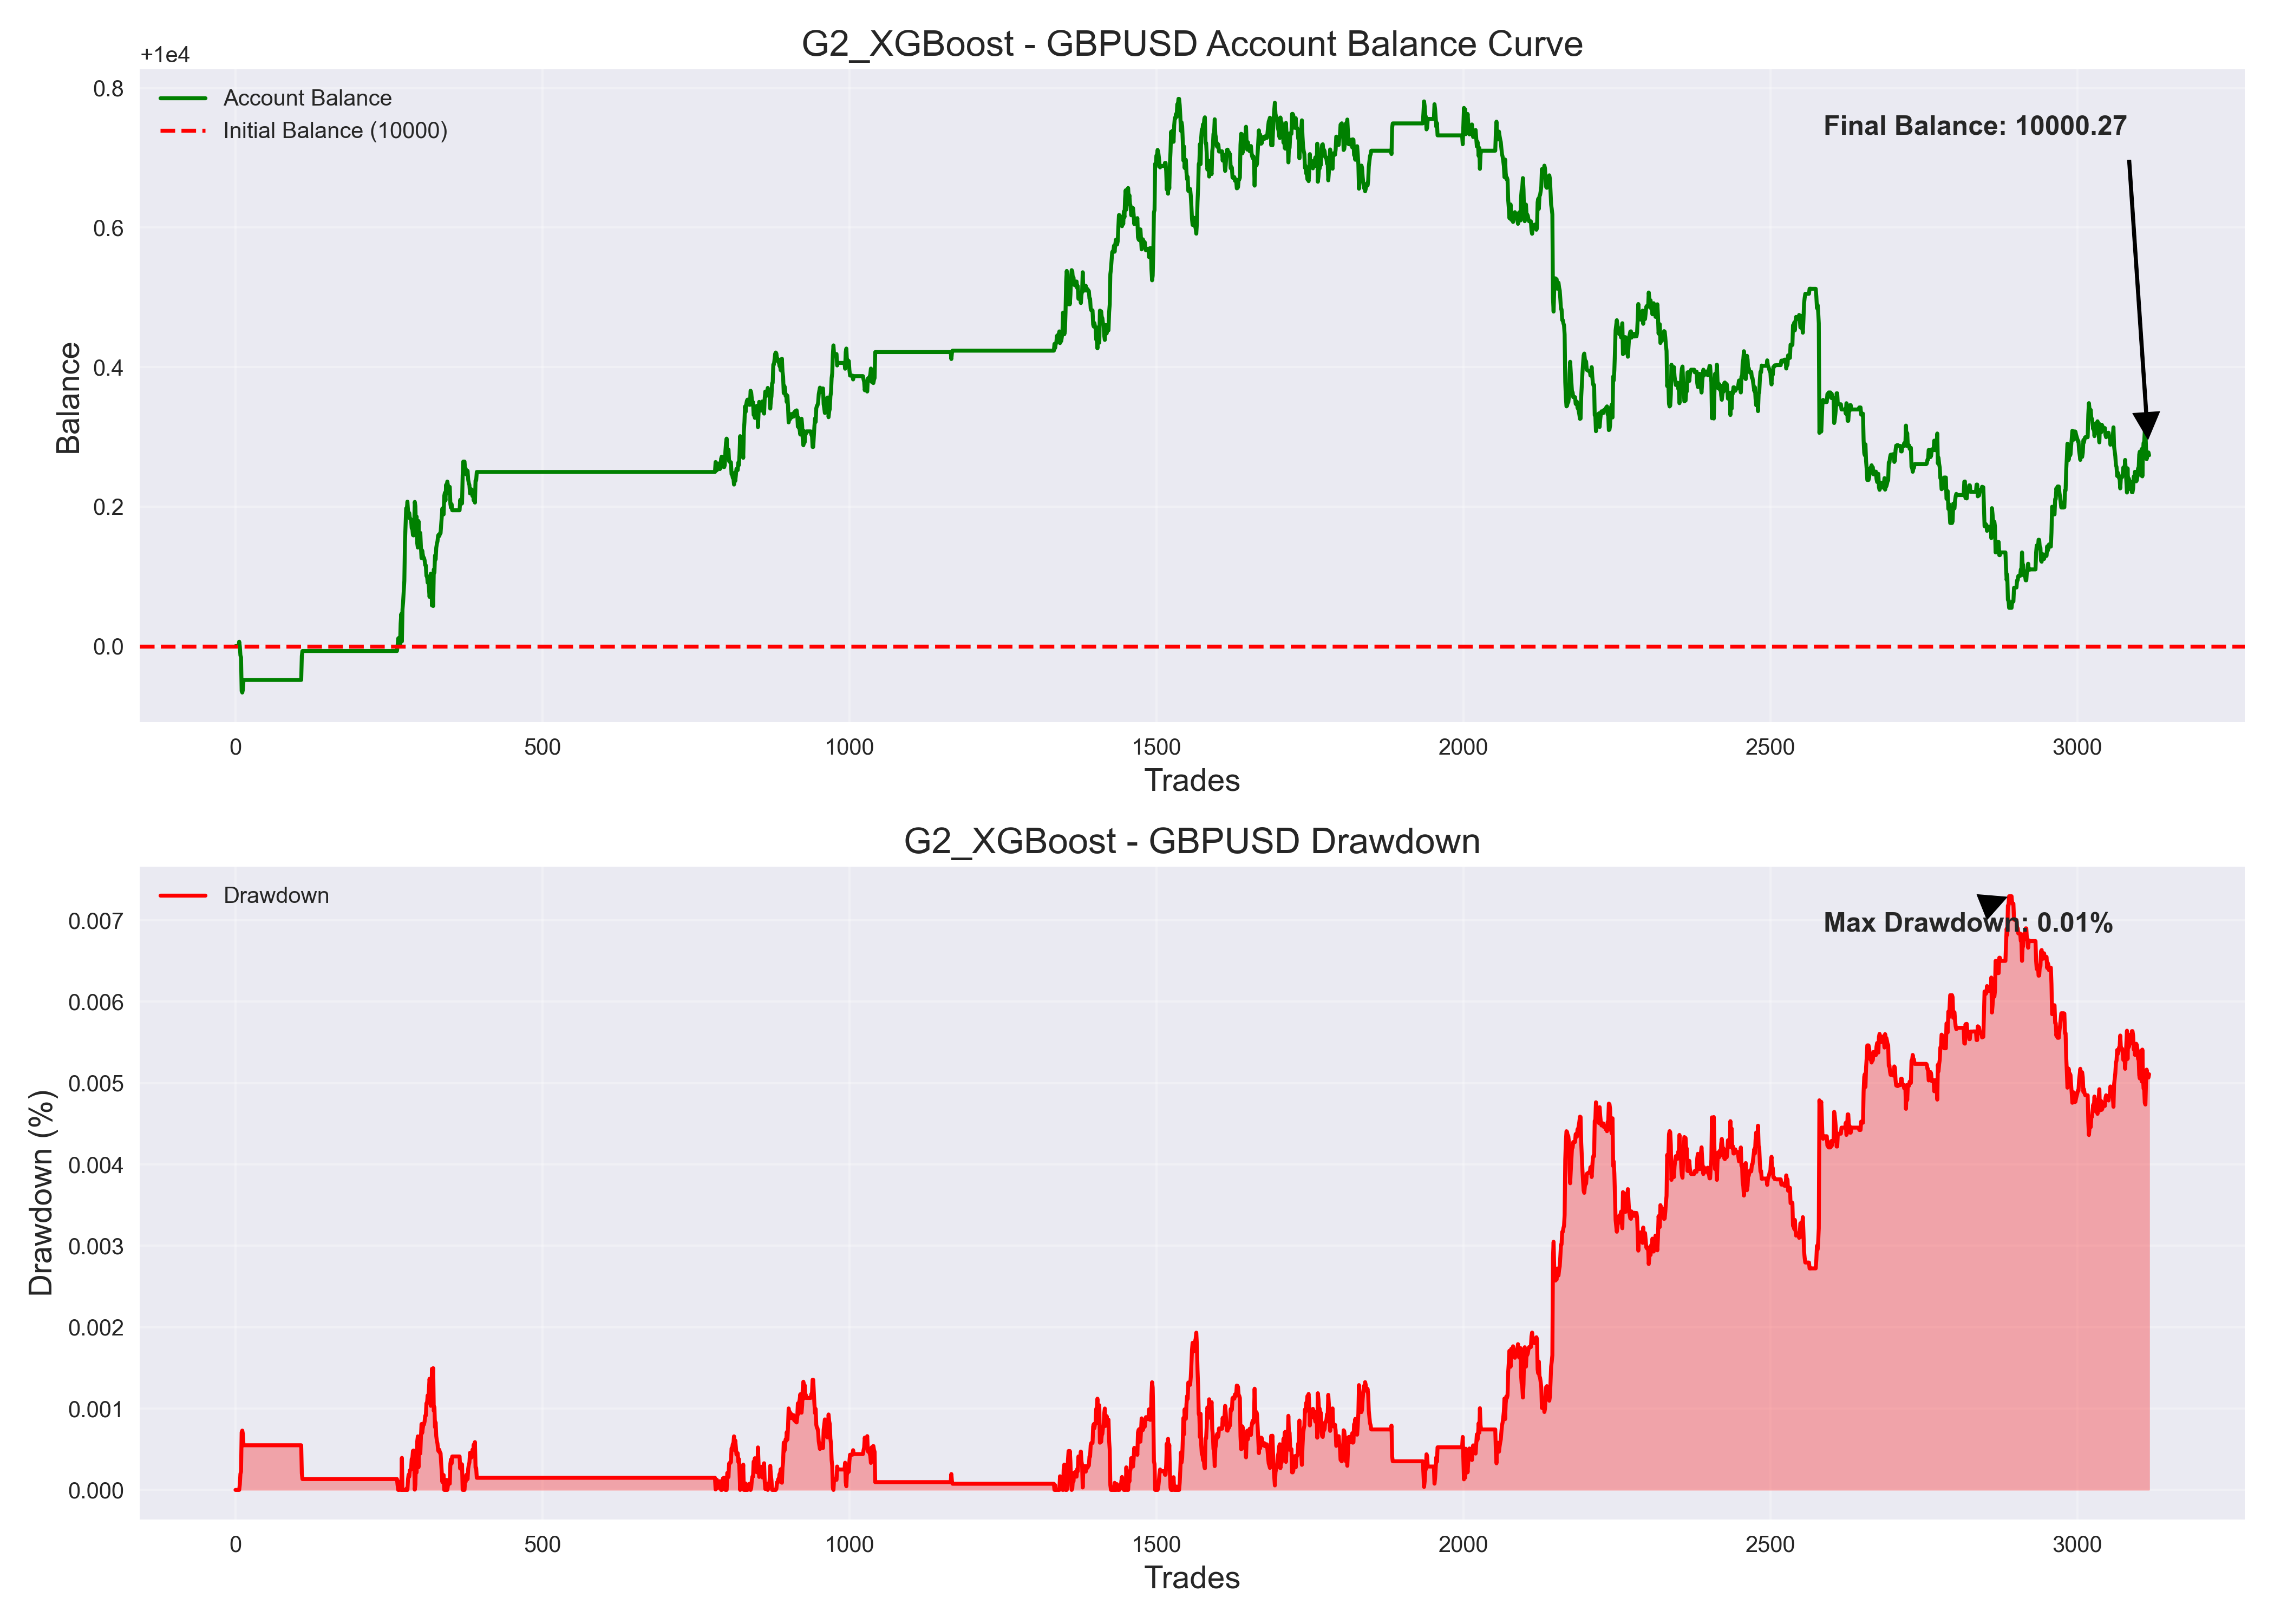 G2_XGBoost - GBPUSD Account Balance Curve
+1e4
Account Balance
Initial Balance (10000)
Final Balance: 10000.27
0.8
0.6
0.4
0.2
0.0
Balance
0 500 1000 1500 2000 2500 3000
Trades
G2_XGBoost - GBPUSD Drawdown
Drawdown
Max Drawdown: 0.01%
0.007
0.006
0.005
0.004
0.003
0.002
0.001
0.000
Drawdown (%)
0 500 1000 1500 2000 2500 3000
Trades